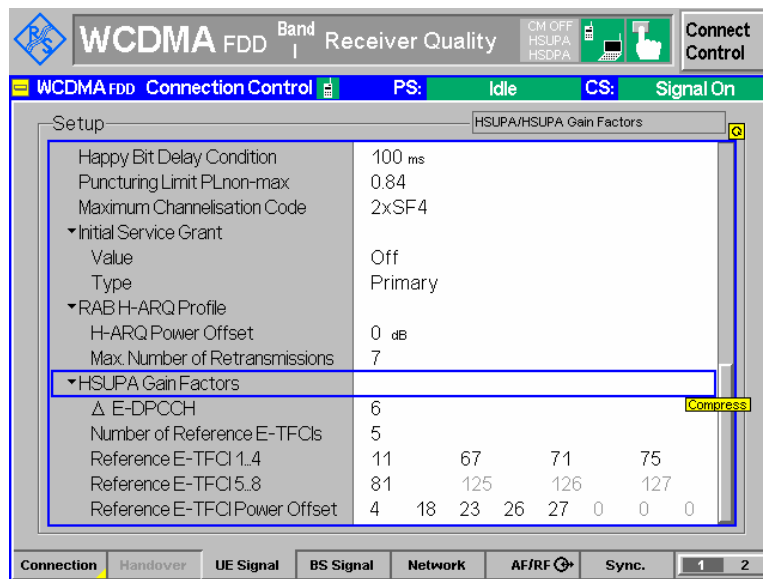 R&S WCDMA FDD Band I Receiver Quality CM OFF HSUPA HSDPA Connect Control
WCDMA FDD Connection Control PS: Idle CS: Signal On
Setup HSUPA/HSUPA Gain Factors
Happy Bit Delay Condition 100 ms
Puncturing Limit PLnon-max 0.84
Maximum Channelisation Code 2xSF4
▾Initial Service Grant
Value Off
Type Primary
▾RAB H-ARQ Profile
H-ARQ Power Offset 0 dB
Max. Number of Retransmissions 7
▾HSUPA Gain Factors
Δ E-DPCCH 6
Compress
Number of Reference E-TFCIs 5
Reference E-TFCI 1..4 11 67 71 75
Reference E-TFCI 5..8 81 125 126 127
Reference E-TFCI Power Offset 4 18 23 26 27 0 0 0
Connection Handover UE Signal BS Signal Network AF/RF Sync. 1 2